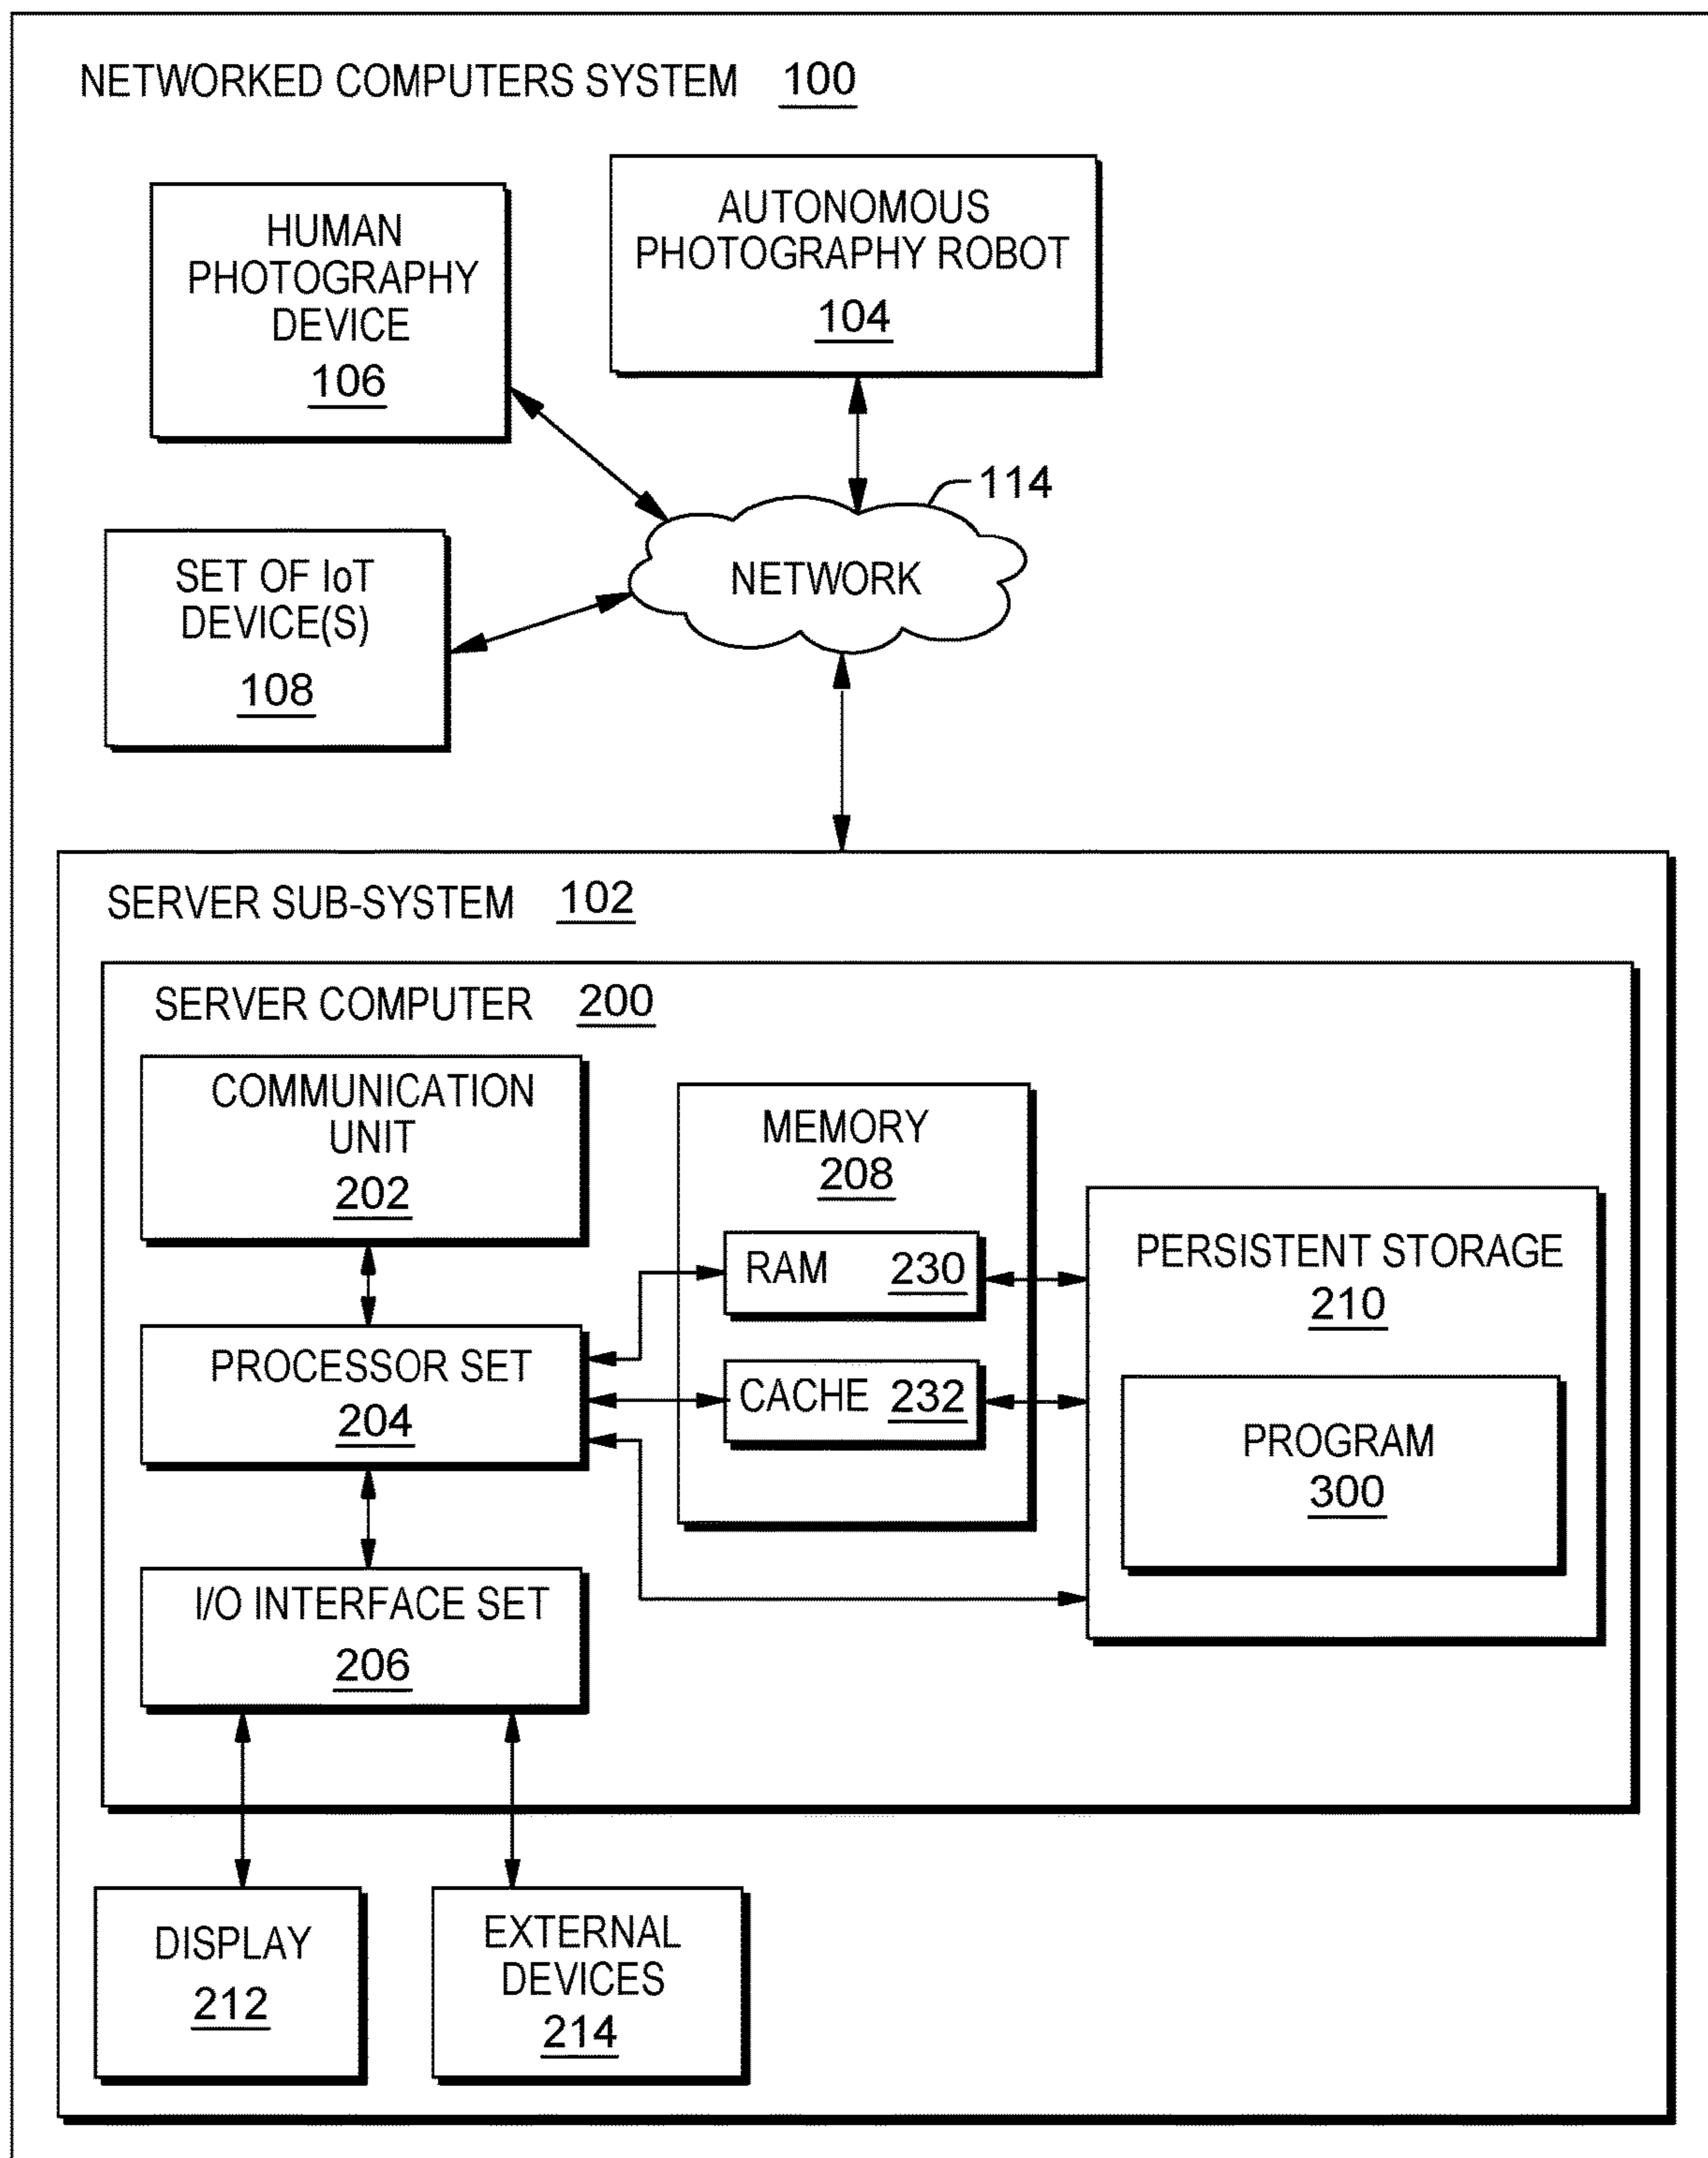 NETWORKED COMPUTERS SYSTEM 100
HUMAN
PHOTOGRAPHY
DEVICE
106
AUTONOMOUS
PHOTOGRAPHY ROBOT
104
114
NETWORK
SET OF IoT
DEVICE(S)
108
SERVER SUB-SYSTEM 102
SERVER COMPUTER 200
COMMUNICATION
UNIT
202
MEMORY
208
RAM 230
CACHE 232
PERSISTENT STORAGE
210
PROGRAM
300
PROCESSOR SET
204
I/O INTERFACE SET
206
DISPLAY
212
EXTERNAL
DEVICES
214